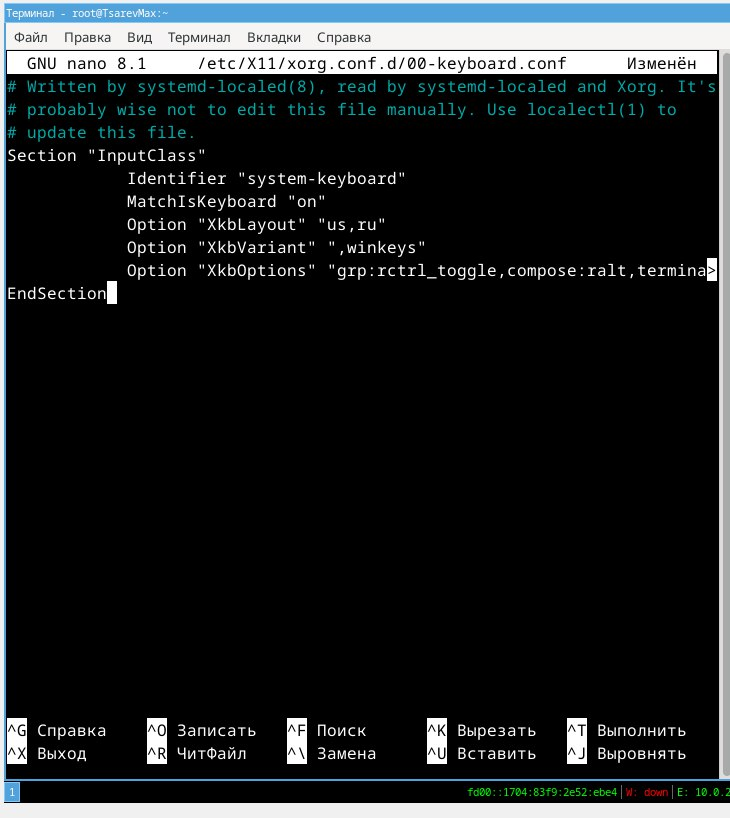 Терминал - root@TsarevMax:~
Файл Правка Вид Терминал Вкладки Справка
GNU nano 8.1 /etc/X11/xorg.conf.d/00-keyboard.conf Изменён
# Written by systemd-localed(8), read by systemd-localed and Xorg. It's
# probably wise not to edit this file manually. Use localectl(1) to
# update this file.
Section "InputClass"
Identifier "system-keyboard"
MatchIsKeyboard "on"
Option "XkbLayout" "us,ru"
Option "XkbVariant" ",winkeys"
Option "XkbOptions" "grp:rctrl_toggle,compose:ralt,termina>
EndSection
^G Справка ^O Записать ^F Поиск ^K Вырезать ^T Выполнить
^X Выход ^R ЧитФайл ^\ Замена ^U Вставить ^J Выровнять
1 fd00::1704:83f9:2e52:ebe4 | W: down | E: 10.0.2